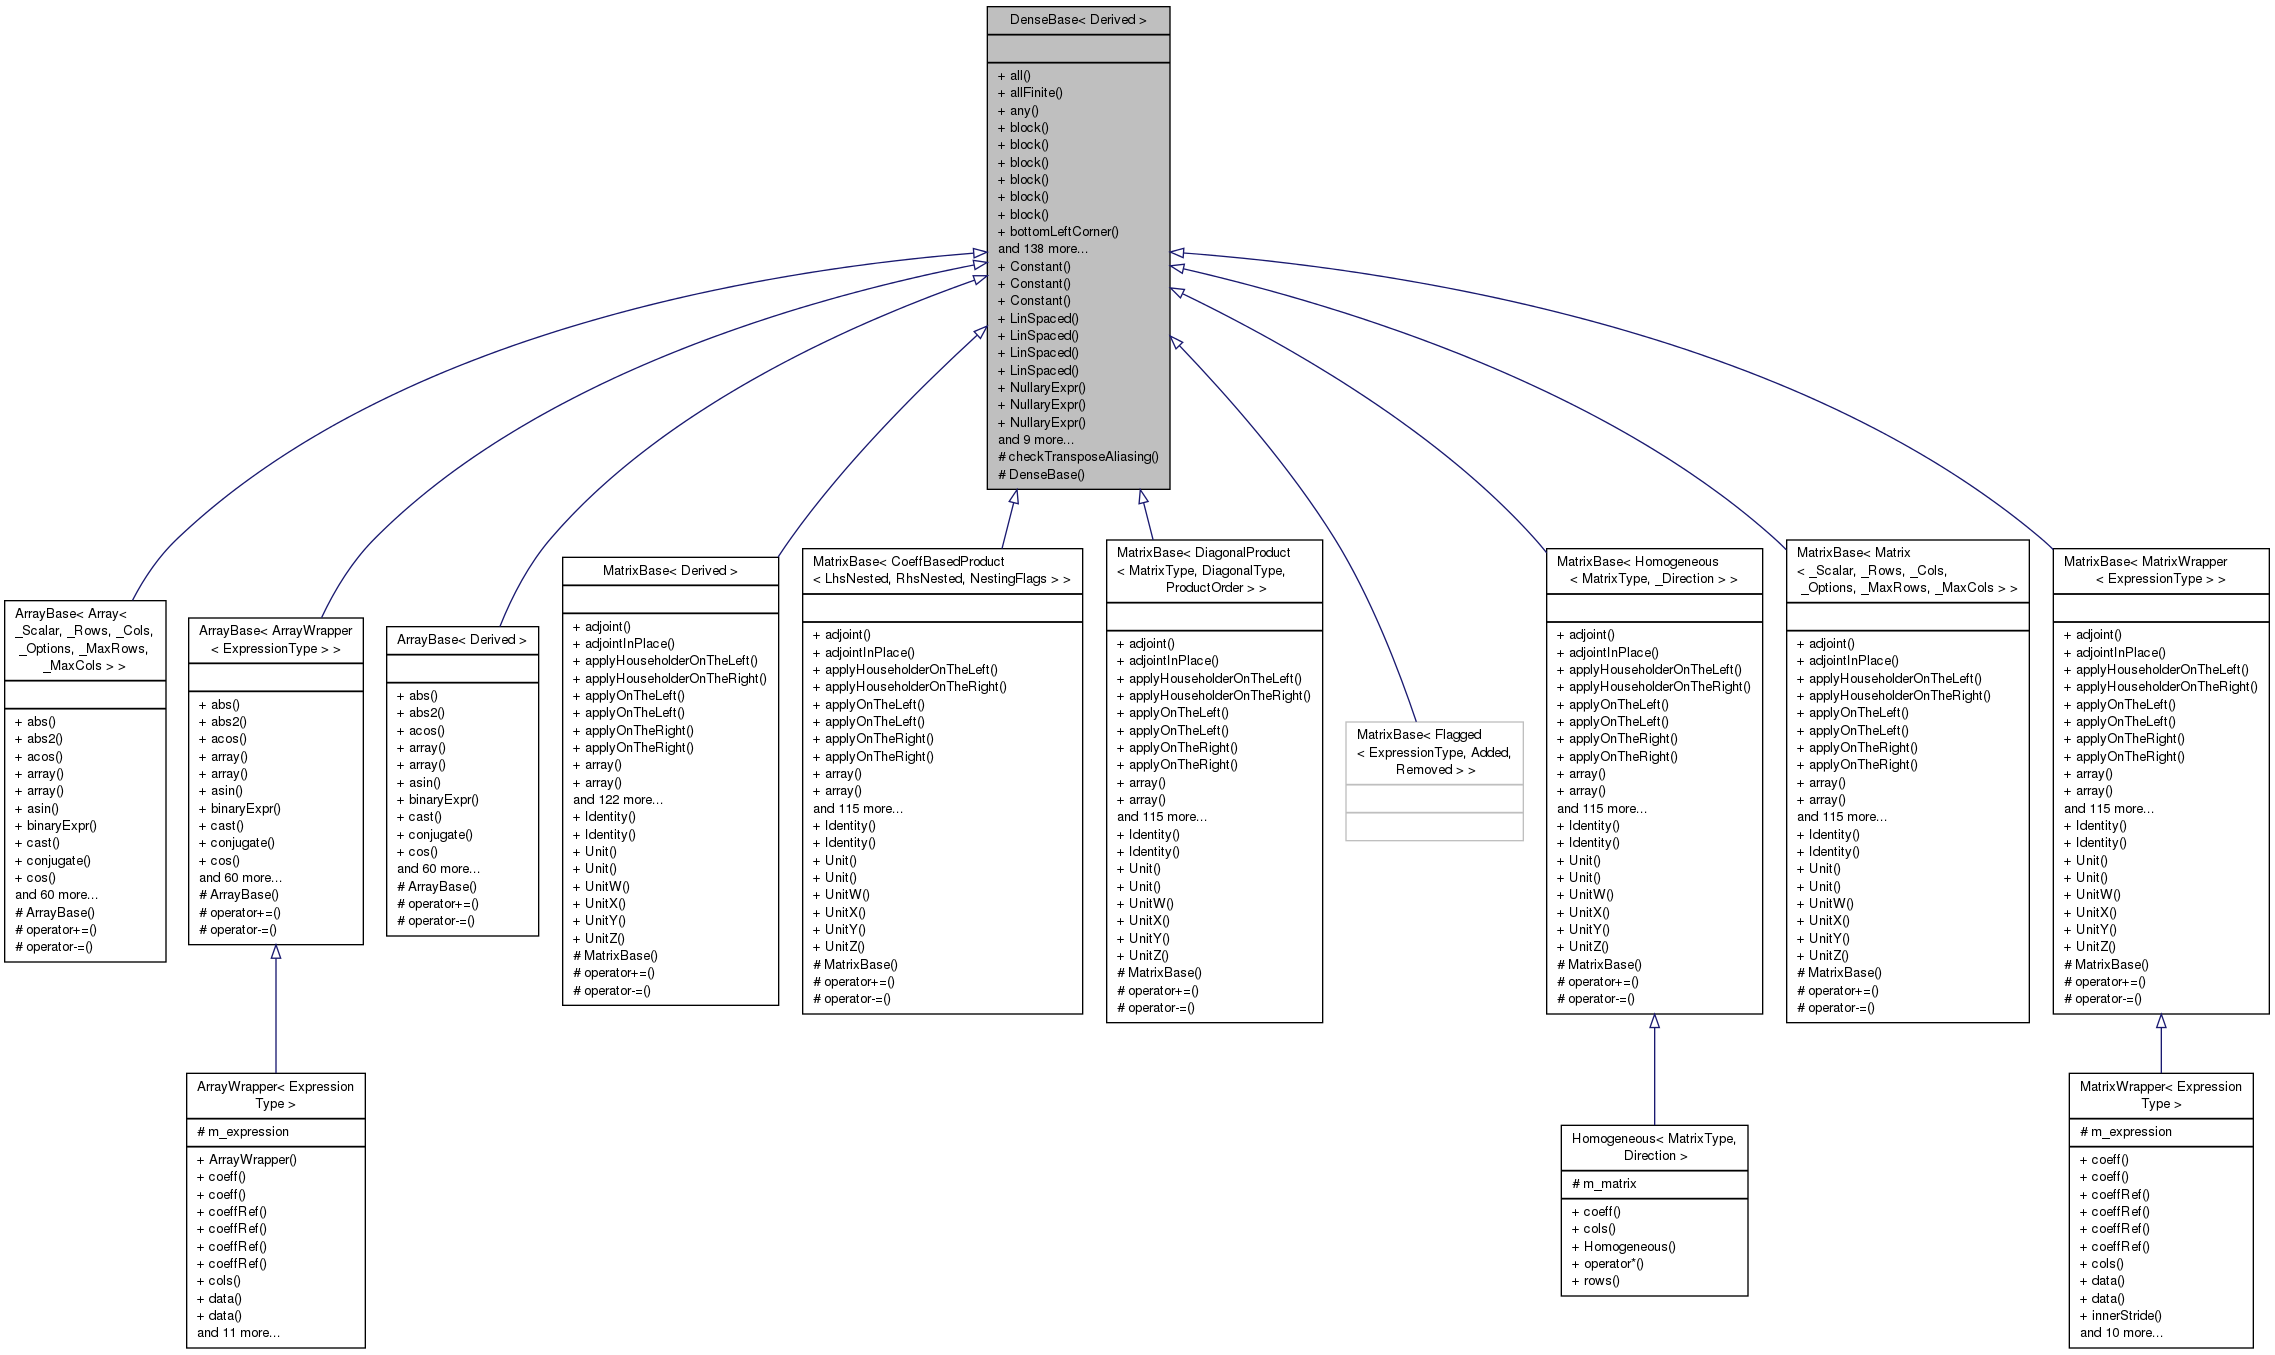 DenseBase< Derived >
+ all()
+ allFinite()
+ any()
+ block()
+ block()
+ block()
+ block()
+ block()
+ block()
+ bottomLeftCorner()
and 138 more...
+ Constant()
+ Constant()
+ Constant()
+ LinSpaced()
+ LinSpaced()
+ LinSpaced()
+ LinSpaced()
+ NullaryExpr()
+ NullaryExpr()
+ NullaryExpr()
and 9 more...
# checkTransposeAliasing()
# DenseBase()
ArrayBase< Array<
_Scalar, _Rows, _Cols,
_Options, _MaxRows,
_MaxCols > >
+ abs()
+ abs2()
+ acos()
+ array()
+ array()
+ asin()
+ binaryExpr()
+ cast()
+ conjugate()
+ cos()
and 60 more...
# ArrayBase()
# operator+=()
# operator-=()
ArrayBase< ArrayWrapper
< ExpressionType > >
+ abs()
+ abs2()
+ acos()
+ array()
+ array()
+ asin()
+ binaryExpr()
+ cast()
+ conjugate()
+ cos()
and 60 more...
# ArrayBase()
# operator+=()
# operator-=()
ArrayBase< Derived >
+ abs()
+ abs2()
+ acos()
+ array()
+ array()
+ asin()
+ binaryExpr()
+ cast()
+ conjugate()
+ cos()
and 60 more...
# ArrayBase()
# operator+=()
# operator-=()
MatrixBase< Derived >
+ adjoint()
+ adjointInPlace()
+ applyHouseholderOnTheLeft()
+ applyHouseholderOnTheRight()
+ applyOnTheLeft()
+ applyOnTheLeft()
+ applyOnTheRight()
+ applyOnTheRight()
+ array()
+ array()
and 122 more...
+ Identity()
+ Identity()
+ Unit()
+ Unit()
+ UnitW()
+ UnitX()
+ UnitY()
+ UnitZ()
# MatrixBase()
# operator+=()
# operator-=()
MatrixBase< CoeffBasedProduct
< LhsNested, RhsNested, NestingFlags > >
+ adjoint()
+ adjointInPlace()
+ applyHouseholderOnTheLeft()
+ applyHouseholderOnTheRight()
+ applyOnTheLeft()
+ applyOnTheLeft()
+ applyOnTheRight()
+ applyOnTheRight()
+ array()
+ array()
and 115 more...
+ Identity()
+ Identity()
+ Unit()
+ Unit()
+ UnitW()
+ UnitX()
+ UnitY()
+ UnitZ()
# MatrixBase()
# operator+=()
# operator-=()
MatrixBase< DiagonalProduct
< MatrixType, DiagonalType,
ProductOrder > >
+ adjoint()
+ adjointInPlace()
+ applyHouseholderOnTheLeft()
+ applyHouseholderOnTheRight()
+ applyOnTheLeft()
+ applyOnTheLeft()
+ applyOnTheRight()
+ applyOnTheRight()
+ array()
+ array()
and 115 more...
+ Identity()
+ Identity()
+ Unit()
+ Unit()
+ UnitW()
+ UnitX()
+ UnitY()
+ UnitZ()
# MatrixBase()
# operator+=()
# operator-=()
MatrixBase< Flagged
< ExpressionType, Added,
Removed > >
MatrixBase< Homogeneous
< MatrixType, _Direction > >
+ adjoint()
+ adjointInPlace()
+ applyHouseholderOnTheLeft()
+ applyHouseholderOnTheRight()
+ applyOnTheLeft()
+ applyOnTheLeft()
+ applyOnTheRight()
+ applyOnTheRight()
+ array()
+ array()
and 115 more...
+ Identity()
+ Identity()
+ Unit()
+ Unit()
+ UnitW()
+ UnitX()
+ UnitY()
+ UnitZ()
# MatrixBase()
# operator+=()
# operator-=()
MatrixBase< Matrix
< _Scalar, _Rows, _Cols,
_Options, _MaxRows, _MaxCols > >
+ adjoint()
+ adjointInPlace()
+ applyHouseholderOnTheLeft()
+ applyHouseholderOnTheRight()
+ applyOnTheLeft()
+ applyOnTheLeft()
+ applyOnTheRight()
+ applyOnTheRight()
+ array()
+ array()
and 115 more...
+ Identity()
+ Identity()
+ Unit()
+ Unit()
+ UnitW()
+ UnitX()
+ UnitY()
+ UnitZ()
# MatrixBase()
# operator+=()
# operator-=()
MatrixBase< MatrixWrapper
< ExpressionType > >
+ adjoint()
+ adjointInPlace()
+ applyHouseholderOnTheLeft()
+ applyHouseholderOnTheRight()
+ applyOnTheLeft()
+ applyOnTheLeft()
+ applyOnTheRight()
+ applyOnTheRight()
+ array()
+ array()
and 115 more...
+ Identity()
+ Identity()
+ Unit()
+ Unit()
+ UnitW()
+ UnitX()
+ UnitY()
+ UnitZ()
# MatrixBase()
# operator+=()
# operator-=()
ArrayWrapper< Expression
Type >
# m_expression
+ ArrayWrapper()
+ coeff()
+ coeff()
+ coeffRef()
+ coeffRef()
+ coeffRef()
+ coeffRef()
+ cols()
+ data()
+ data()
and 11 more...
Homogeneous< MatrixType,
Direction >
# m_matrix
+ coeff()
+ cols()
+ Homogeneous()
+ operator*()
+ rows()
MatrixWrapper< Expression
Type >
# m_expression
+ coeff()
+ coeff()
+ coeffRef()
+ coeffRef()
+ coeffRef()
+ coeffRef()
+ cols()
+ data()
+ data()
+ innerStride()
and 10 more...